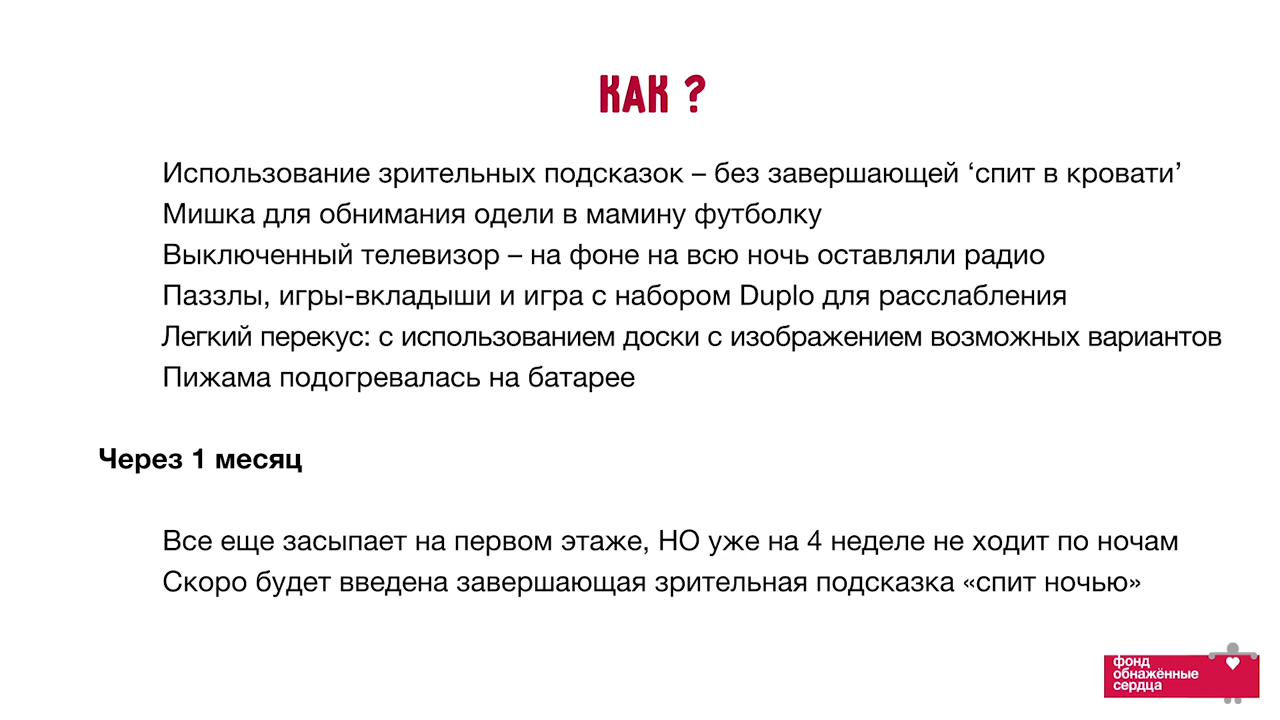 КАК ?
Использование зрительных подсказок – без завершающей ‘спит в кровати’
Мишка для обнимания одели в мамину футболку
Выключенный телевизор – на фоне на всю ночь оставляли радио
Паззлы, игры-вкладыши и игра с набором Duplo для расслабления
Легкий перекус: с использованием доски с изображением возможных вариантов
Пижама подогревалась на батарее
Через 1 месяц
Все еще засыпает на первом этаже, НО уже на 4 неделе не ходит по ночам
Скоро будет введена завершающая зрительная подсказка «спит ночью»
фонд
обнажённые
сердца